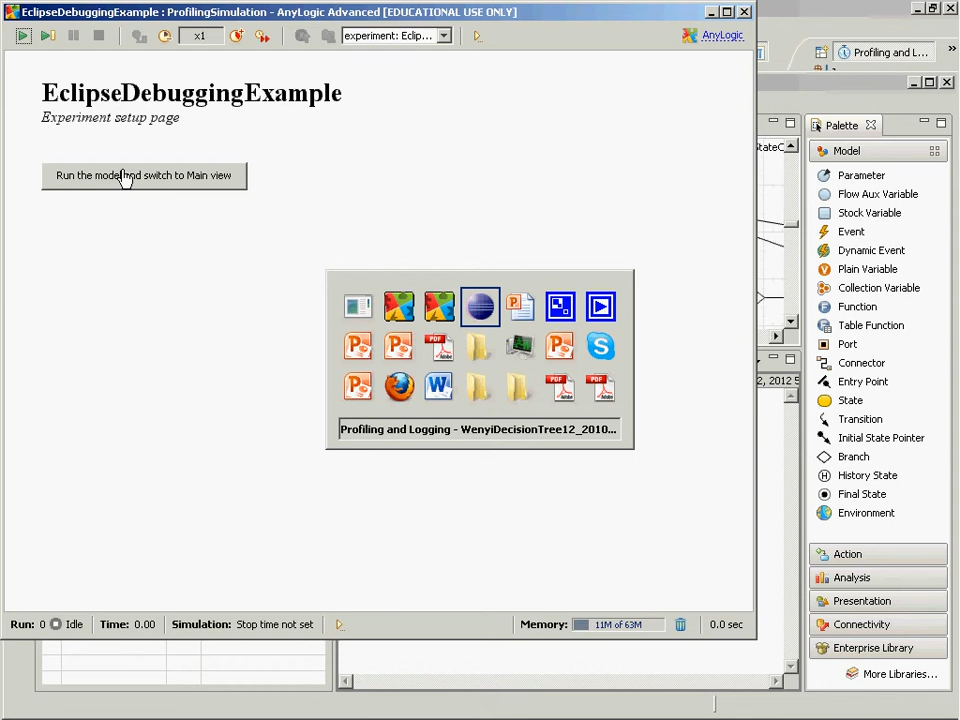 EclipseDebuggingExample : ProfilingSimulation - AnyLogic Advanced [EDUCATIONAL USE ONLY]
x1
experiment: Eclip...
AnyLogic
Profiling and L...
EclipseDebuggingExample
Experiment setup page
Run the model and switch to Main view
Profiling and Logging - WenyiDecisionTree12_2010...
Palette
Model
Parameter
Flow Aux Variable
Stock Variable
Event
Dynamic Event
Plain Variable
Collection Variable
Function
Table Function
Port
Connector
Entry Point
State
Transition
Initial State Pointer
Branch
History State
Final State
Environment
Action
Analysis
Presentation
Connectivity
Enterprise Library
More Libraries...
StateC
2, 2012 5
Run: 0 Idle Time: 0.00 Simulation: Stop time not set Memory: 11M of 63M 0.0 sec